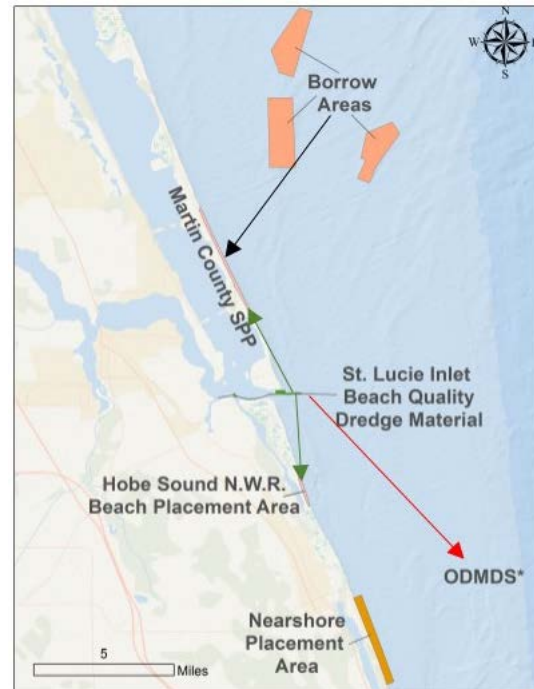 N
W
E
S
Borrow
Areas
Martin County SPP
St. Lucie Inlet
Beach Quality
Dredge Material
Hobe Sound N.W.R.
Beach Placement Area
ODMDS*
Nearshore
Placement
Area
5
Miles